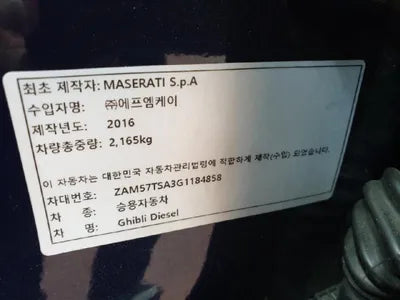 최초 제작자: MASERATI S.p.A
수입자명: ㈜에프엠케이
제작년도: 2016
차량총중량: 2,165kg
이 자동차는 대한민국 자동차관리법령에 적합하게 제작(수입) 되었습니다.
차대번호: ZAM57TSA3G1184858
차 종: 승용자동차
차 명: Ghibli Diesel